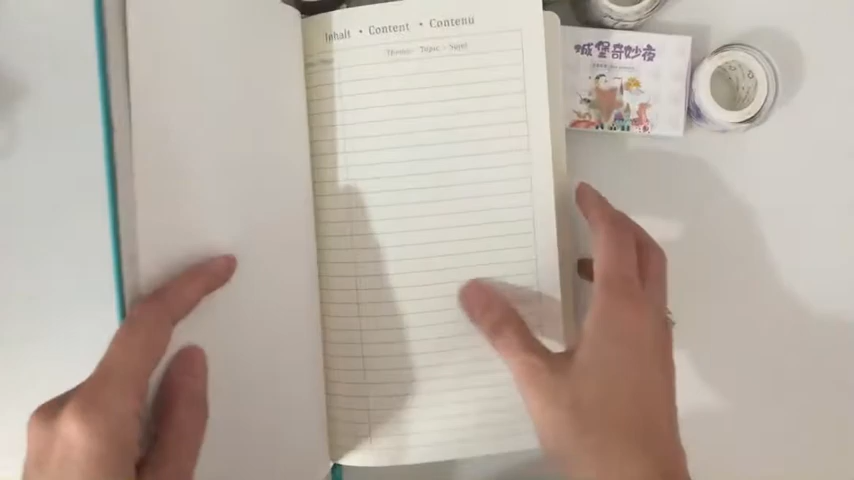 Inhalt • Content • Contenu
Thema - Topic - Sujet
城堡奇妙夜